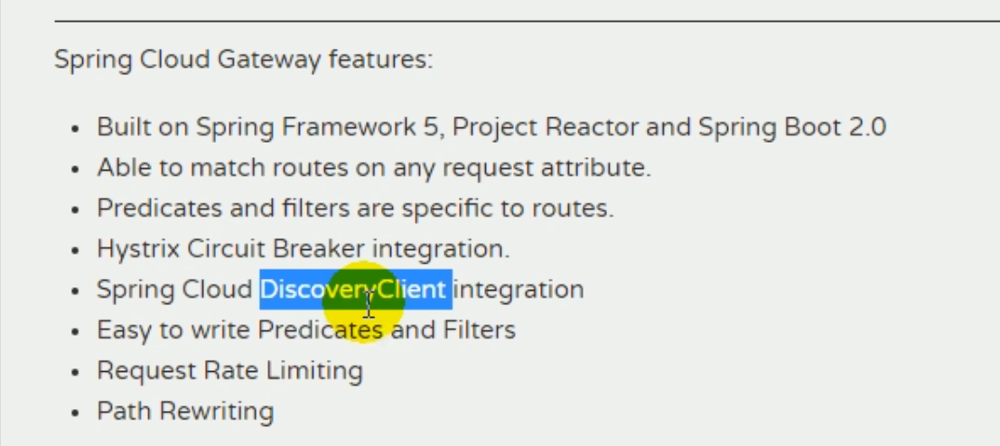 Spring Cloud Gateway features:
• Built on Spring Framework 5, Project Reactor and Spring Boot 2.0
• Able to match routes on any request attribute.
• Predicates and filters are specific to routes.
• Hystrix Circuit Breaker integration.
• Spring Cloud DiscoveryClient integration
• Easy to write Predicates and Filters
• Request Rate Limiting
• Path Rewriting